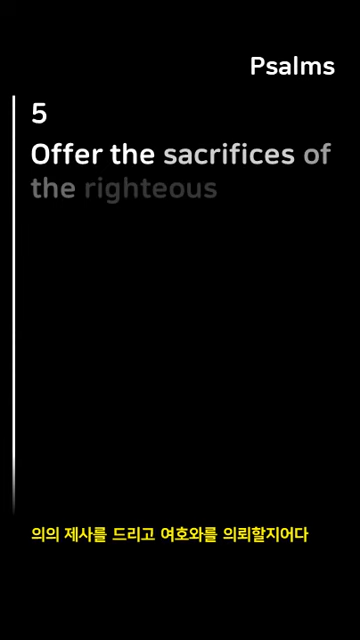 Psalms
5
Offer the sacrifices of
the righteous
의의 제사를 드리고 여호와를 의뢰할지어다